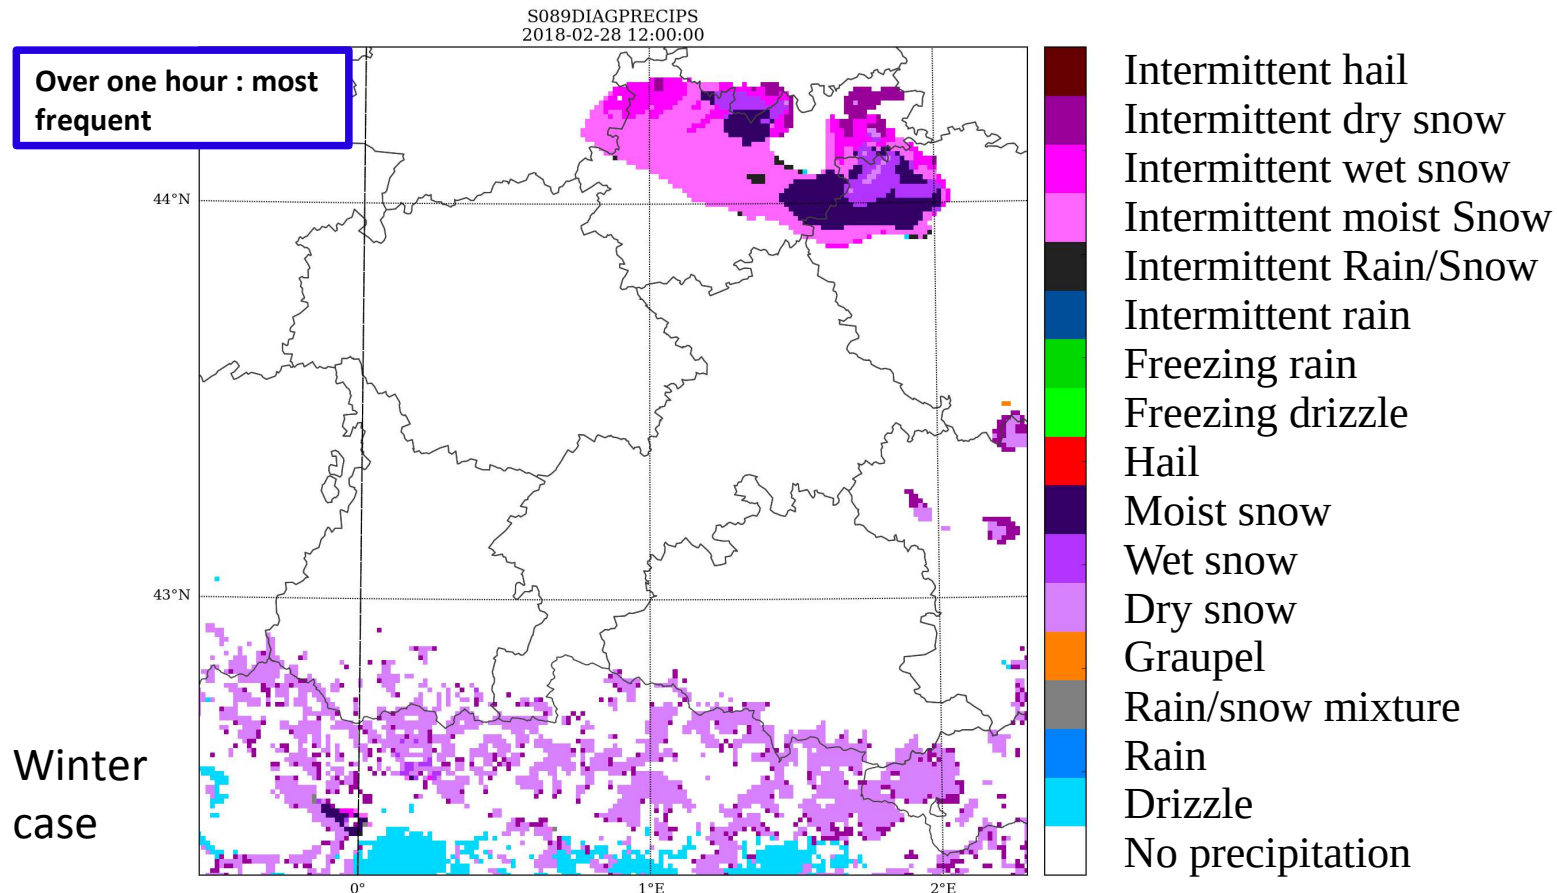 S089DIAGPRECIPS
2018-02-28 12:00:00
Over one hour : most
frequent
44°N
43°N
0°
1°E
2°E
Winter
case
Intermittent hail
Intermittent dry snow
Intermittent wet snow
Intermittent moist Snow
Intermittent Rain/Snow
Intermittent rain
Freezing rain
Freezing drizzle
Hail
Moist snow
Wet snow
Dry snow
Graupel
Rain/snow mixture
Rain
Drizzle
No precipitation